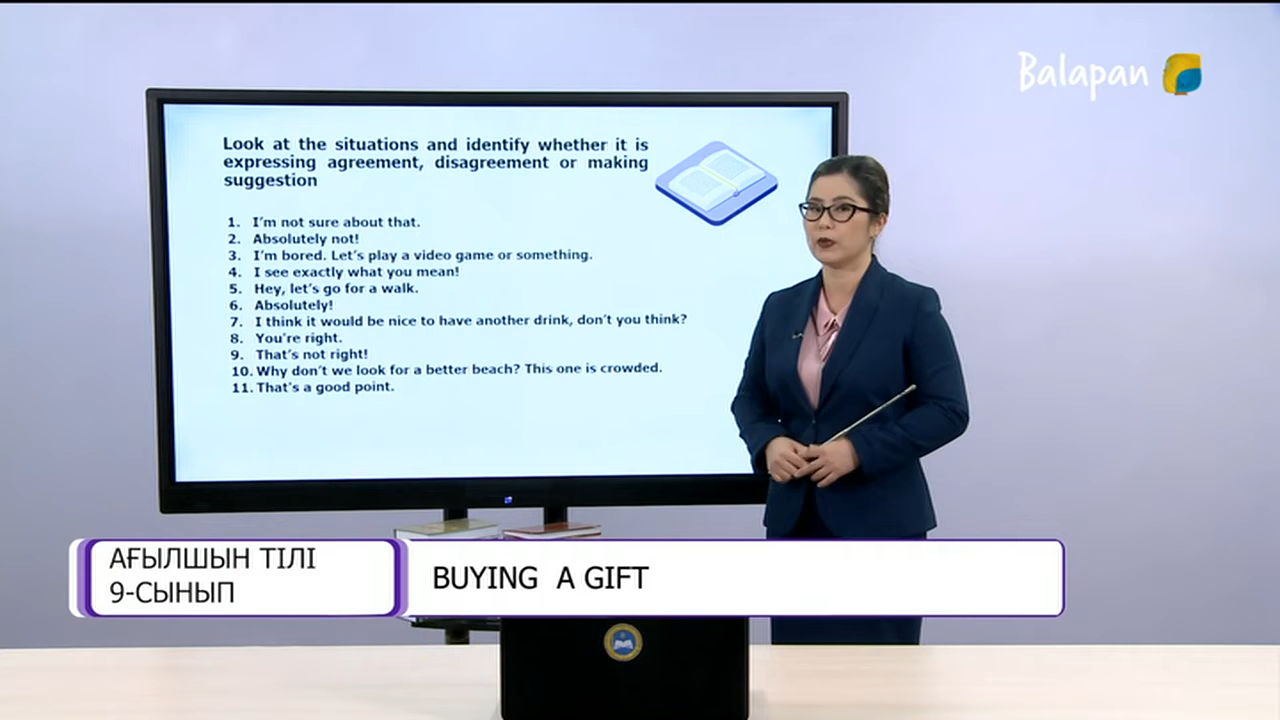 Balapan
Look at the situations and identify whether it is
expressing agreement, disagreement or making
suggestion
1. I'm not sure about that.
2. Absolutely not!
3. I'm bored. Let's play a video game or something.
4. I see exactly what you mean!
5. Hey, let's go for a walk.
6. Absolutely!
7. I think it would be nice to have another drink, don't you think?
8. You're right.
9. That's not right!
10. Why don't we look for a better beach? This one is crowded.
11. That's a good point.
АҒЫЛШЫН ТІЛІ
9-СЫНЫП
BUYING A GIFT